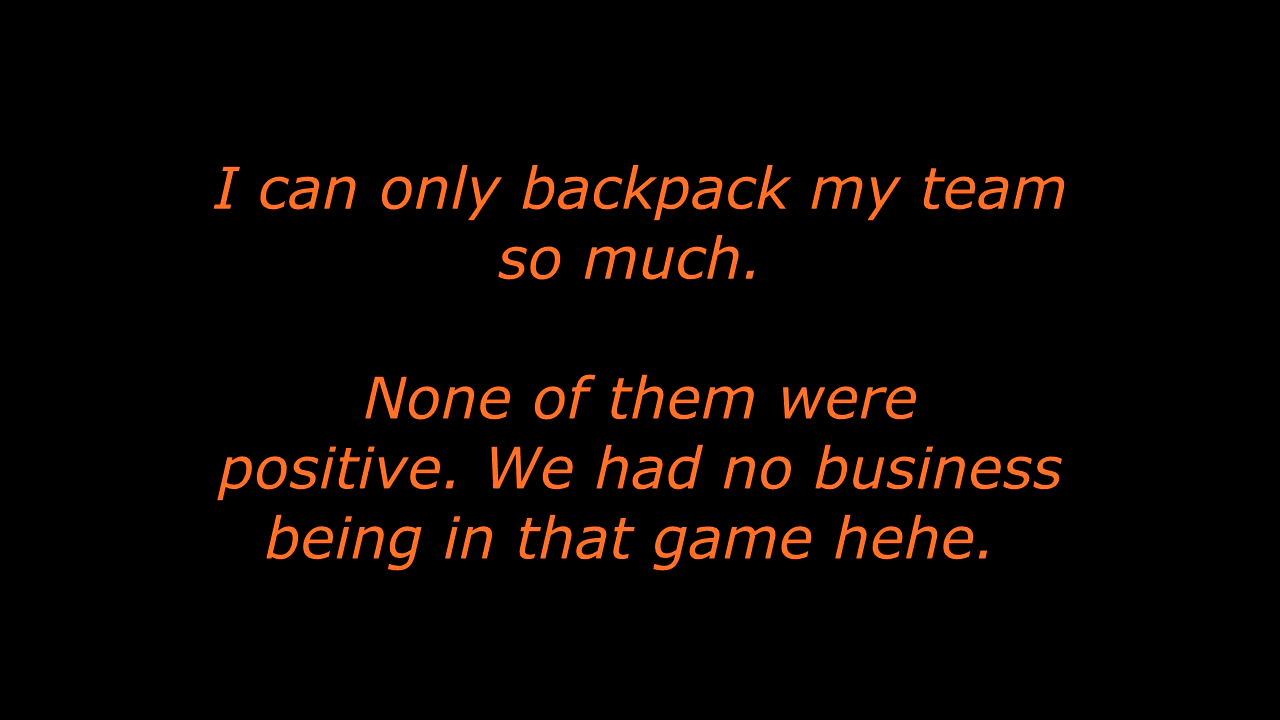 I can only backpack my team
so much.
None of them were
positive. We had no business
being in that game hehe.